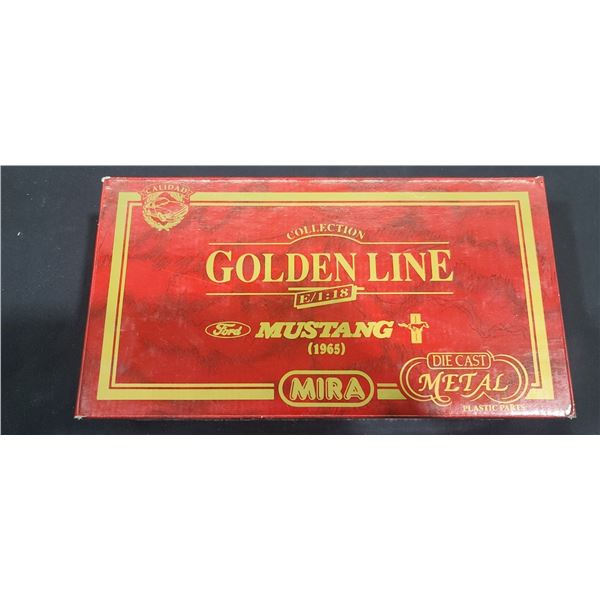 CALIDAD
COLLECTION
GOLDEN LINE
E/1:18
Ford MUSTANG
(1965)
MIRA
DIE CAST
METAL
PLASTIC PARTS